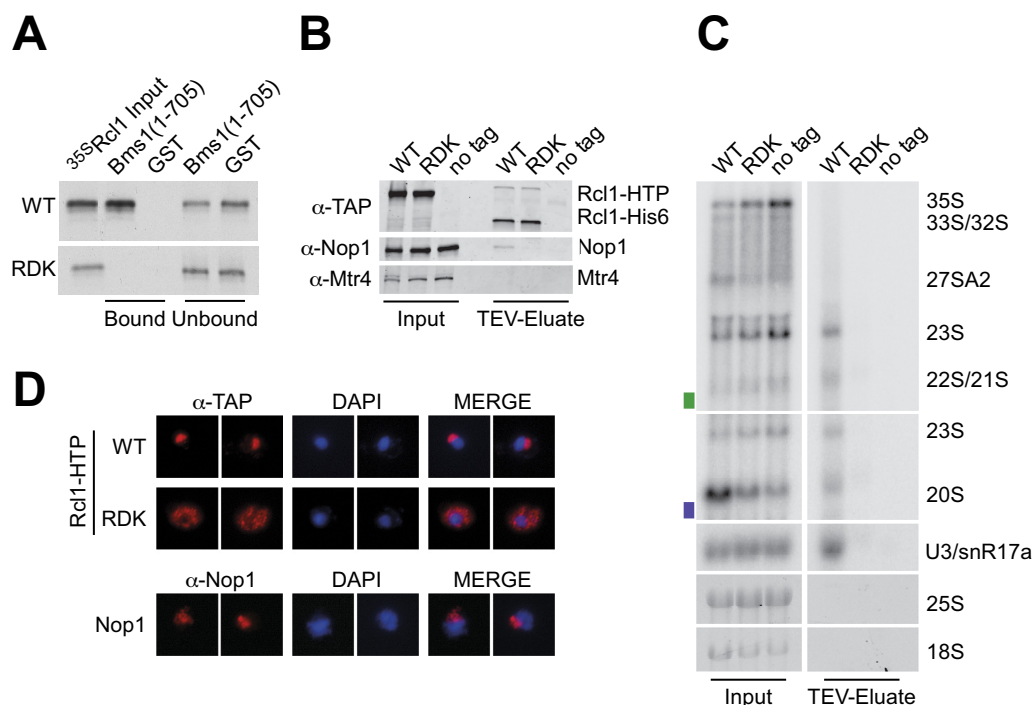 A
³⁵SRcl1 Input
Bms1(1-705)
GST
Bms1(1-705)
GST
WT
RDK
Bound Unbound
B
WT RDK no tag WT RDK no tag
α-TAP
Rcl1-HTP
Rcl1-His6
α-Nop1 Nop1
α-Mtr4 Mtr4
Input TEV-Eluate
C
WT RDK no tag WT RDK no tag
35S
33S/32S
27SA2
23S
22S/21S
23S
20S
U3/snR17a
25S
18S
Input TEV-Eluate
D
α-TAP DAPI MERGE
Rcl1-HTP
WT
RDK
α-Nop1 DAPI MERGE
Nop1